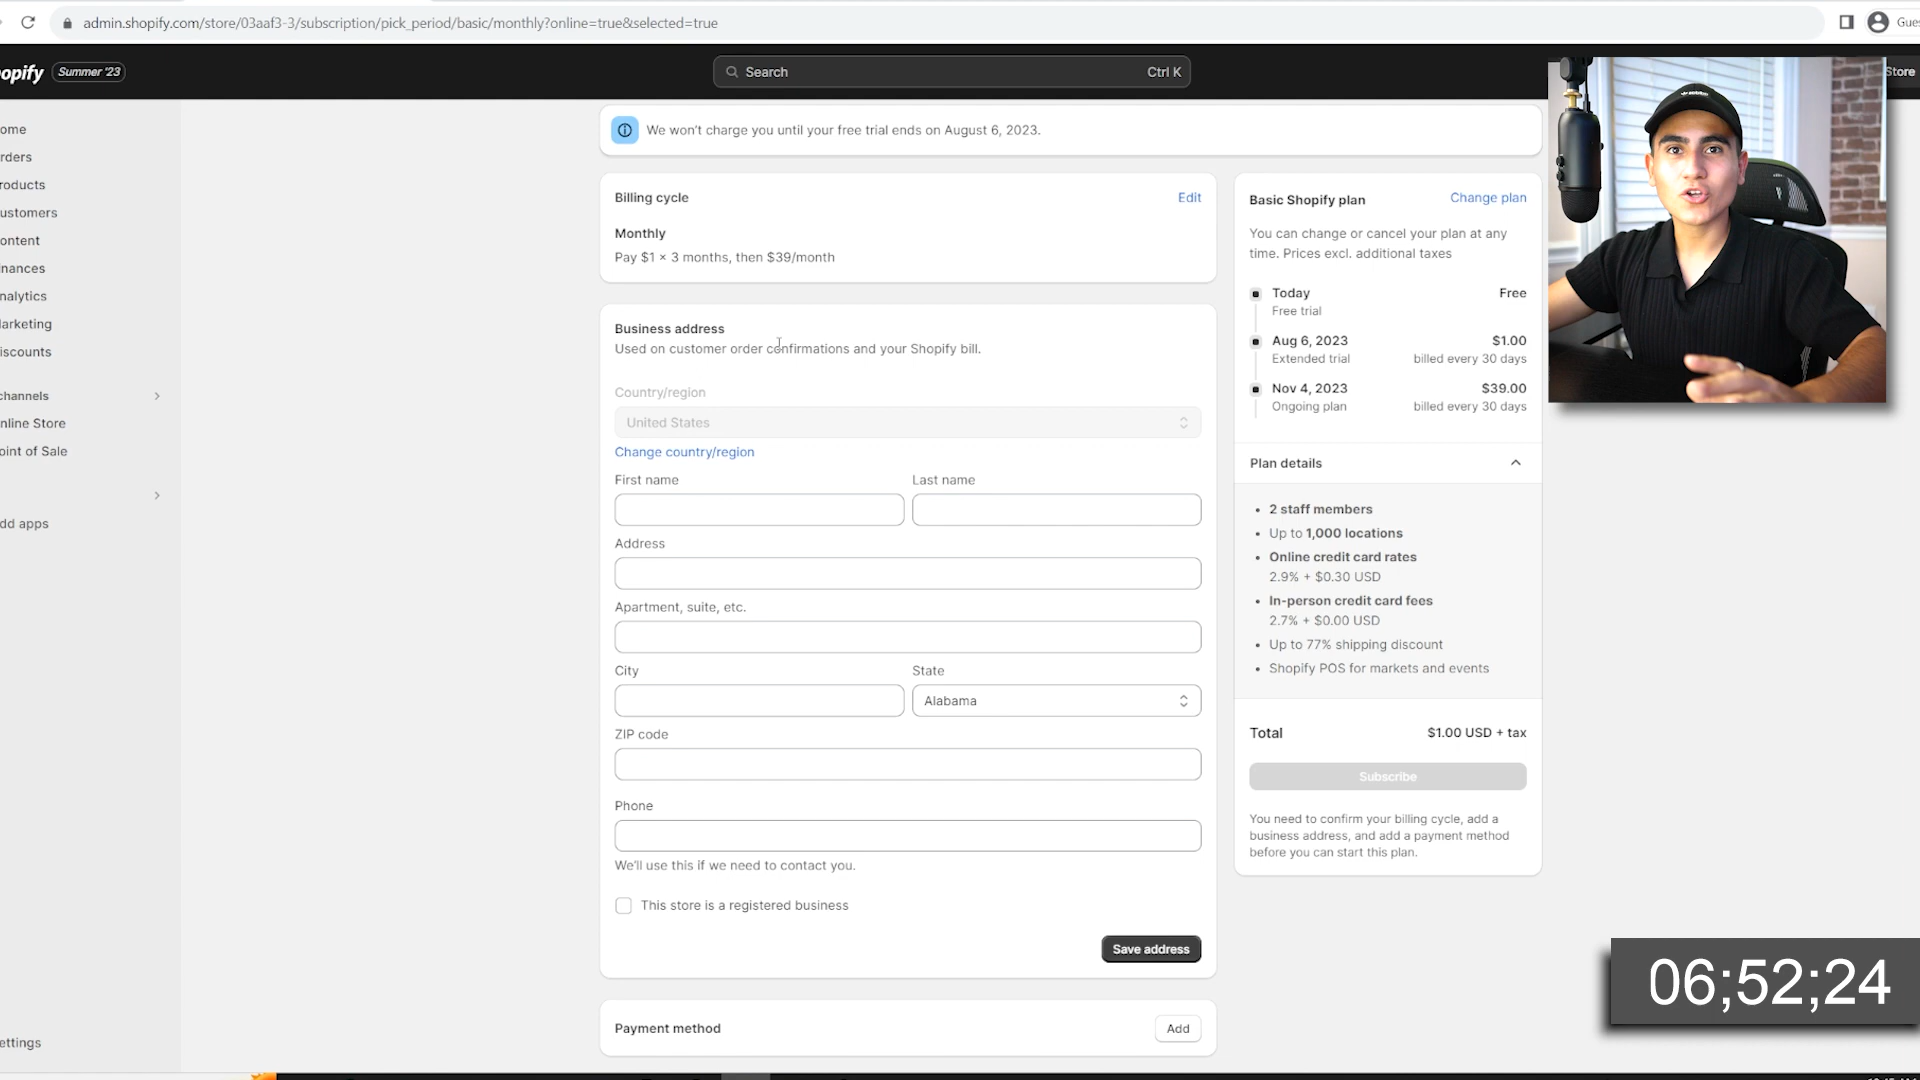 admin.shopify.com/store/03aaf3-3/subscription/pick_period/basic/monthly?online=true&selected=true
Gues
opify
Summer '23
Search
Ctrl K
Store
ome
rders
roducts
ustomers
ontent
inances
nalytics
arketing
iscounts
channels
nline Store
oint of Sale
dd apps
ettings
We won't charge you until your free trial ends on August 6, 2023.
Billing cycle
Edit
Monthly
Pay $1 × 3 months, then $39/month
Business address
Used on customer order confirmations and your Shopify bill.
Country/region
United States
Change country/region
First name
Last name
Address
Apartment, suite, etc.
City
State
Alabama
ZIP code
Phone
We'll use this if we need to contact you.
This store is a registered business
Save address
Payment method
Add
Basic Shopify plan
Change plan
You can change or cancel your plan at any
time. Prices excl. additional taxes
Today
Free
Free trial
Aug 6, 2023
$1.00
Extended trial
billed every 30 days
Nov 4, 2023
$39.00
Ongoing plan
billed every 30 days
Plan details
• 2 staff members
• Up to 1,000 locations
• Online credit card rates
2.9% + $0.30 USD
• In-person credit card fees
2.7% + $0.00 USD
• Up to 77% shipping discount
• Shopify POS for markets and events
Total
$1.00 USD + tax
Subscribe
You need to confirm your billing cycle, add a
business address, and add a payment method
before you can start this plan.
06;52;24